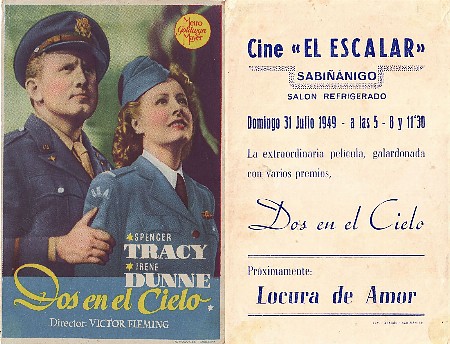 Metro
Goldwyn
Mayer
U.S.A.
SPENCER
TRACY
IRENE
DUNNE
Dos en el Cielo
Director: VICTOR FLEMING
Cine «EL ESCALAR»
SABIÑÁNIGO
SALON REFRIGERADO
Domingo 31 Julio 1949 - a las 5 - 8 y 11'30
La extraordinaria película, galardonada
con varios premios,
Dos en el Cielo
Próximamente:
Locura de Amor